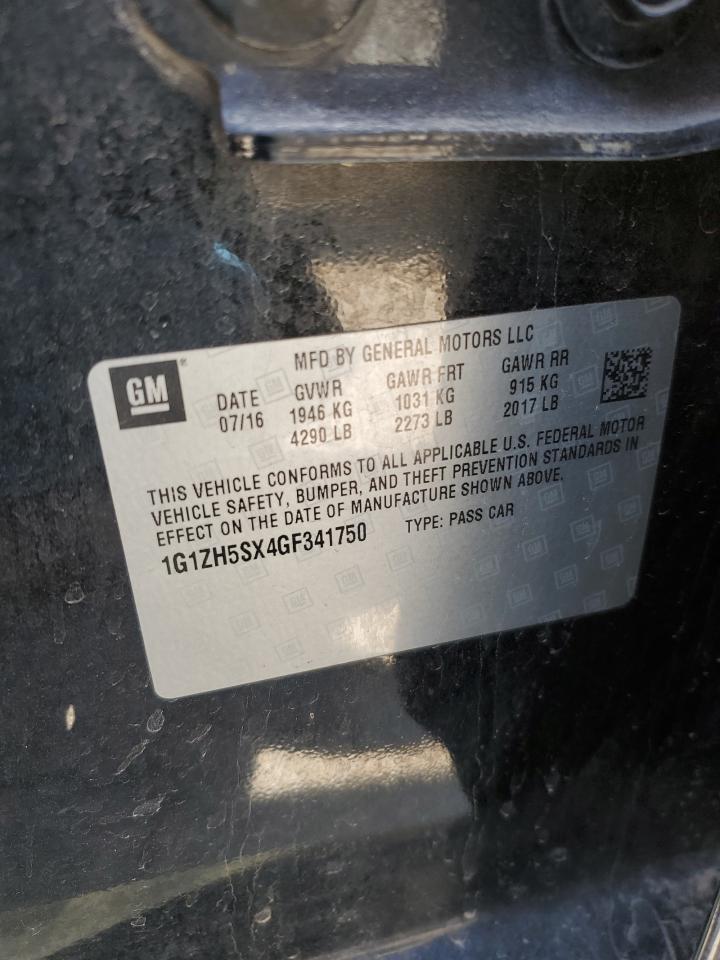 GM
MFD BY GENERAL MOTORS LLC
DATE GVWR GAWR FRT GAWR RR
07/16 1946 KG 1031 KG 915 KG
4290 LB 2273 LB 2017 LB
THIS VEHICLE CONFORMS TO ALL APPLICABLE U.S. FEDERAL MOTOR
VEHICLE SAFETY, BUMPER, AND THEFT PREVENTION STANDARDS IN
EFFECT ON THE DATE OF MANUFACTURE SHOWN ABOVE.
1G1ZH5SX4GF341750 TYPE: PASS CAR